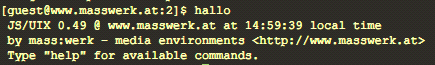 [guest@www.masswerk.at:2]$ hallo
JS/UIX 0.49 @ www.masswerk.at at 14:59:39 local time
by mass:werk - media environments <http://www.masswerk.at>
Type "help" for available commands.